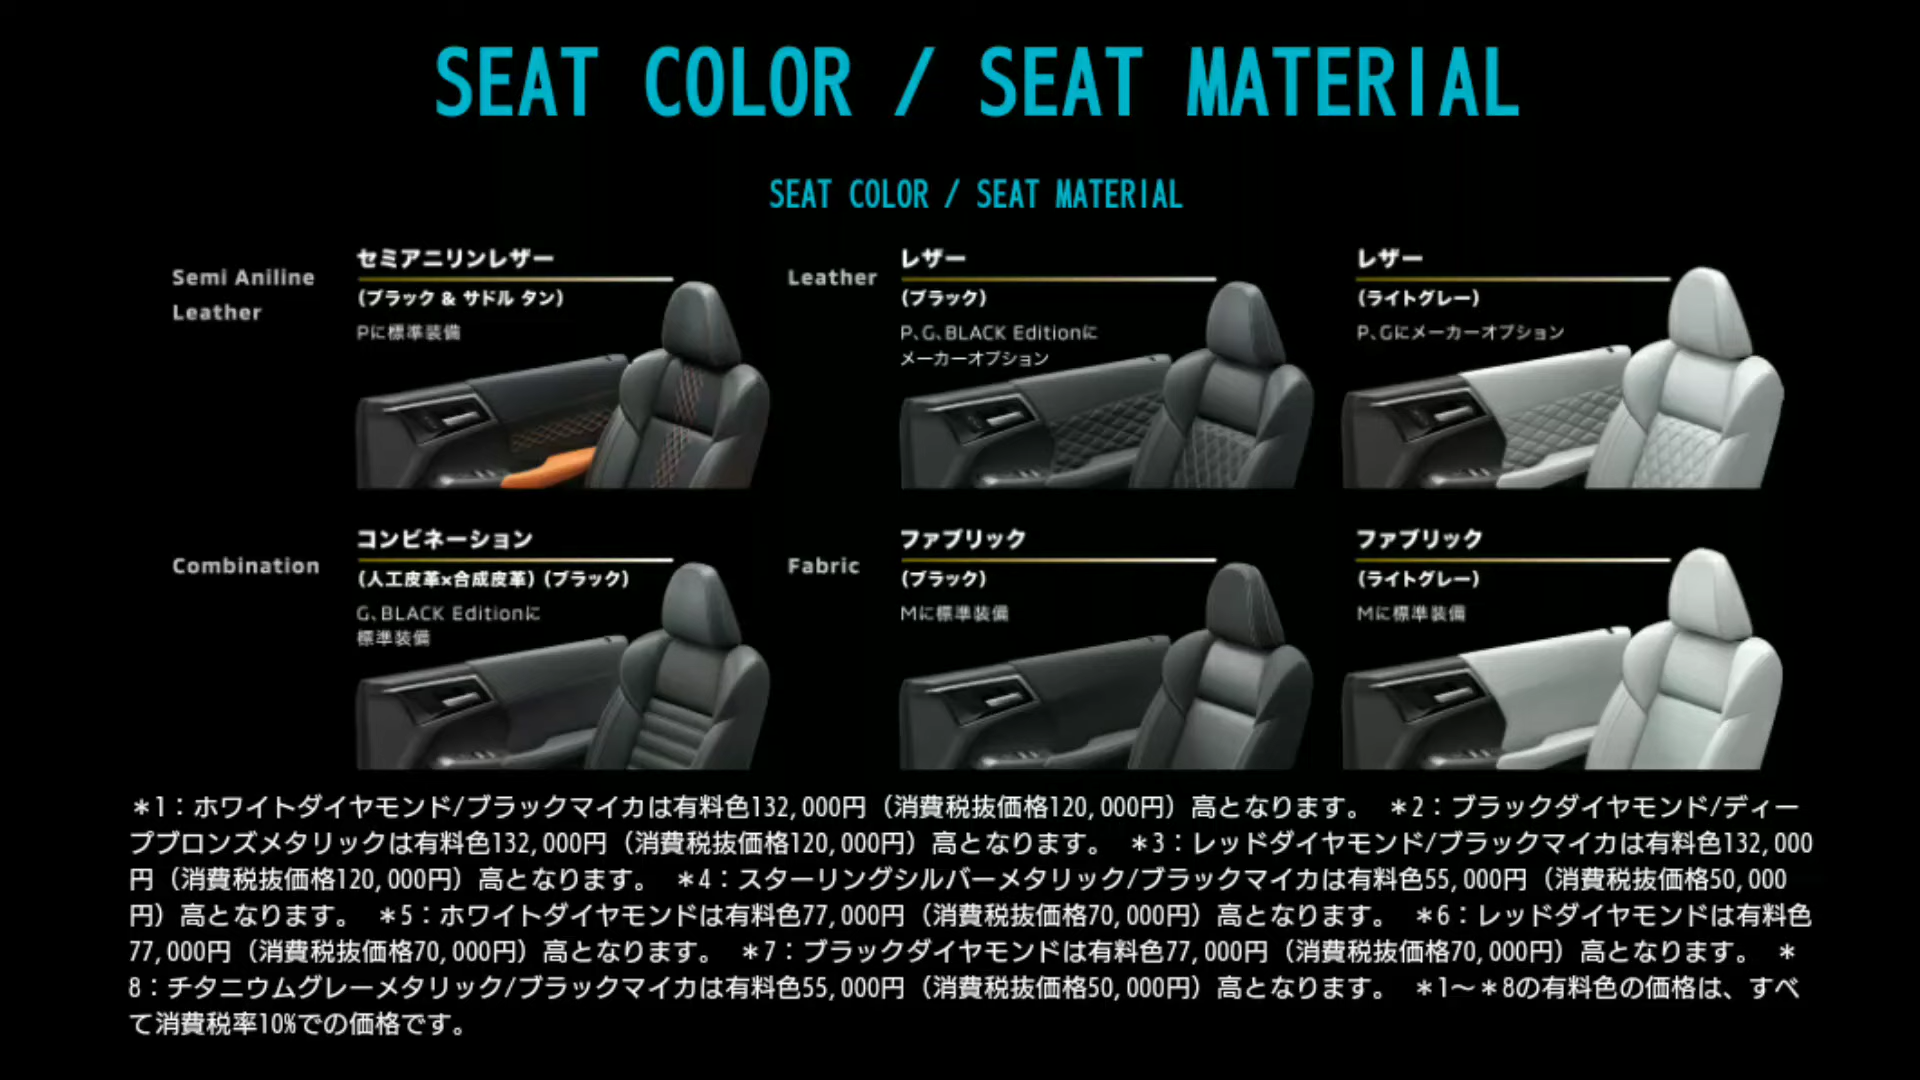 SEAT COLOR / SEAT MATERIAL
SEAT COLOR / SEAT MATERIAL
Semi Aniline
Leather
セミアニリンレザー
(ブラック & サドル タン)
Pに標準装備
Leather
レザー
(ブラック)
P、G、BLACK Editionに
メーカーオプション
レザー
(ライトグレー)
P、Gにメーカーオプション
Combination
コンビネーション
(人工皮革×合成皮革) (ブラック)
G、BLACK Editionに
標準装備
Fabric
ファブリック
(ブラック)
Mに標準装備
ファブリック
(ライトグレー)
Mに標準装備
＊1：ホワイトダイヤモンド/ブラックマイカは有料色132,000円（消費税抜価格120,000円）高となります。 ＊2：ブラックダイヤモンド/ディー
プブロンズメタリックは有料色132,000円（消費税抜価格120,000円）高となります。 ＊3：レッドダイヤモンド/ブラックマイカは有料色132,000
円（消費税抜価格120,000円）高となります。 ＊4：スターリングシルバーメタリック/ブラックマイカは有料色55,000円（消費税抜価格50,000
円）高となります。 ＊5：ホワイトダイヤモンドは有料色77,000円（消費税抜価格70,000円）高となります。 ＊6：レッドダイヤモンドは有料色
77,000円（消費税抜価格70,000円）高となります。 ＊7：ブラックダイヤモンドは有料色77,000円（消費税抜価格70,000円）高となります。 ＊
8：チタニウムグレーメタリック/ブラックマイカは有料色55,000円（消費税抜価格50,000円）高となります。 ＊1～＊8の有料色の価格は、すべ
て消費税率10%での価格です。